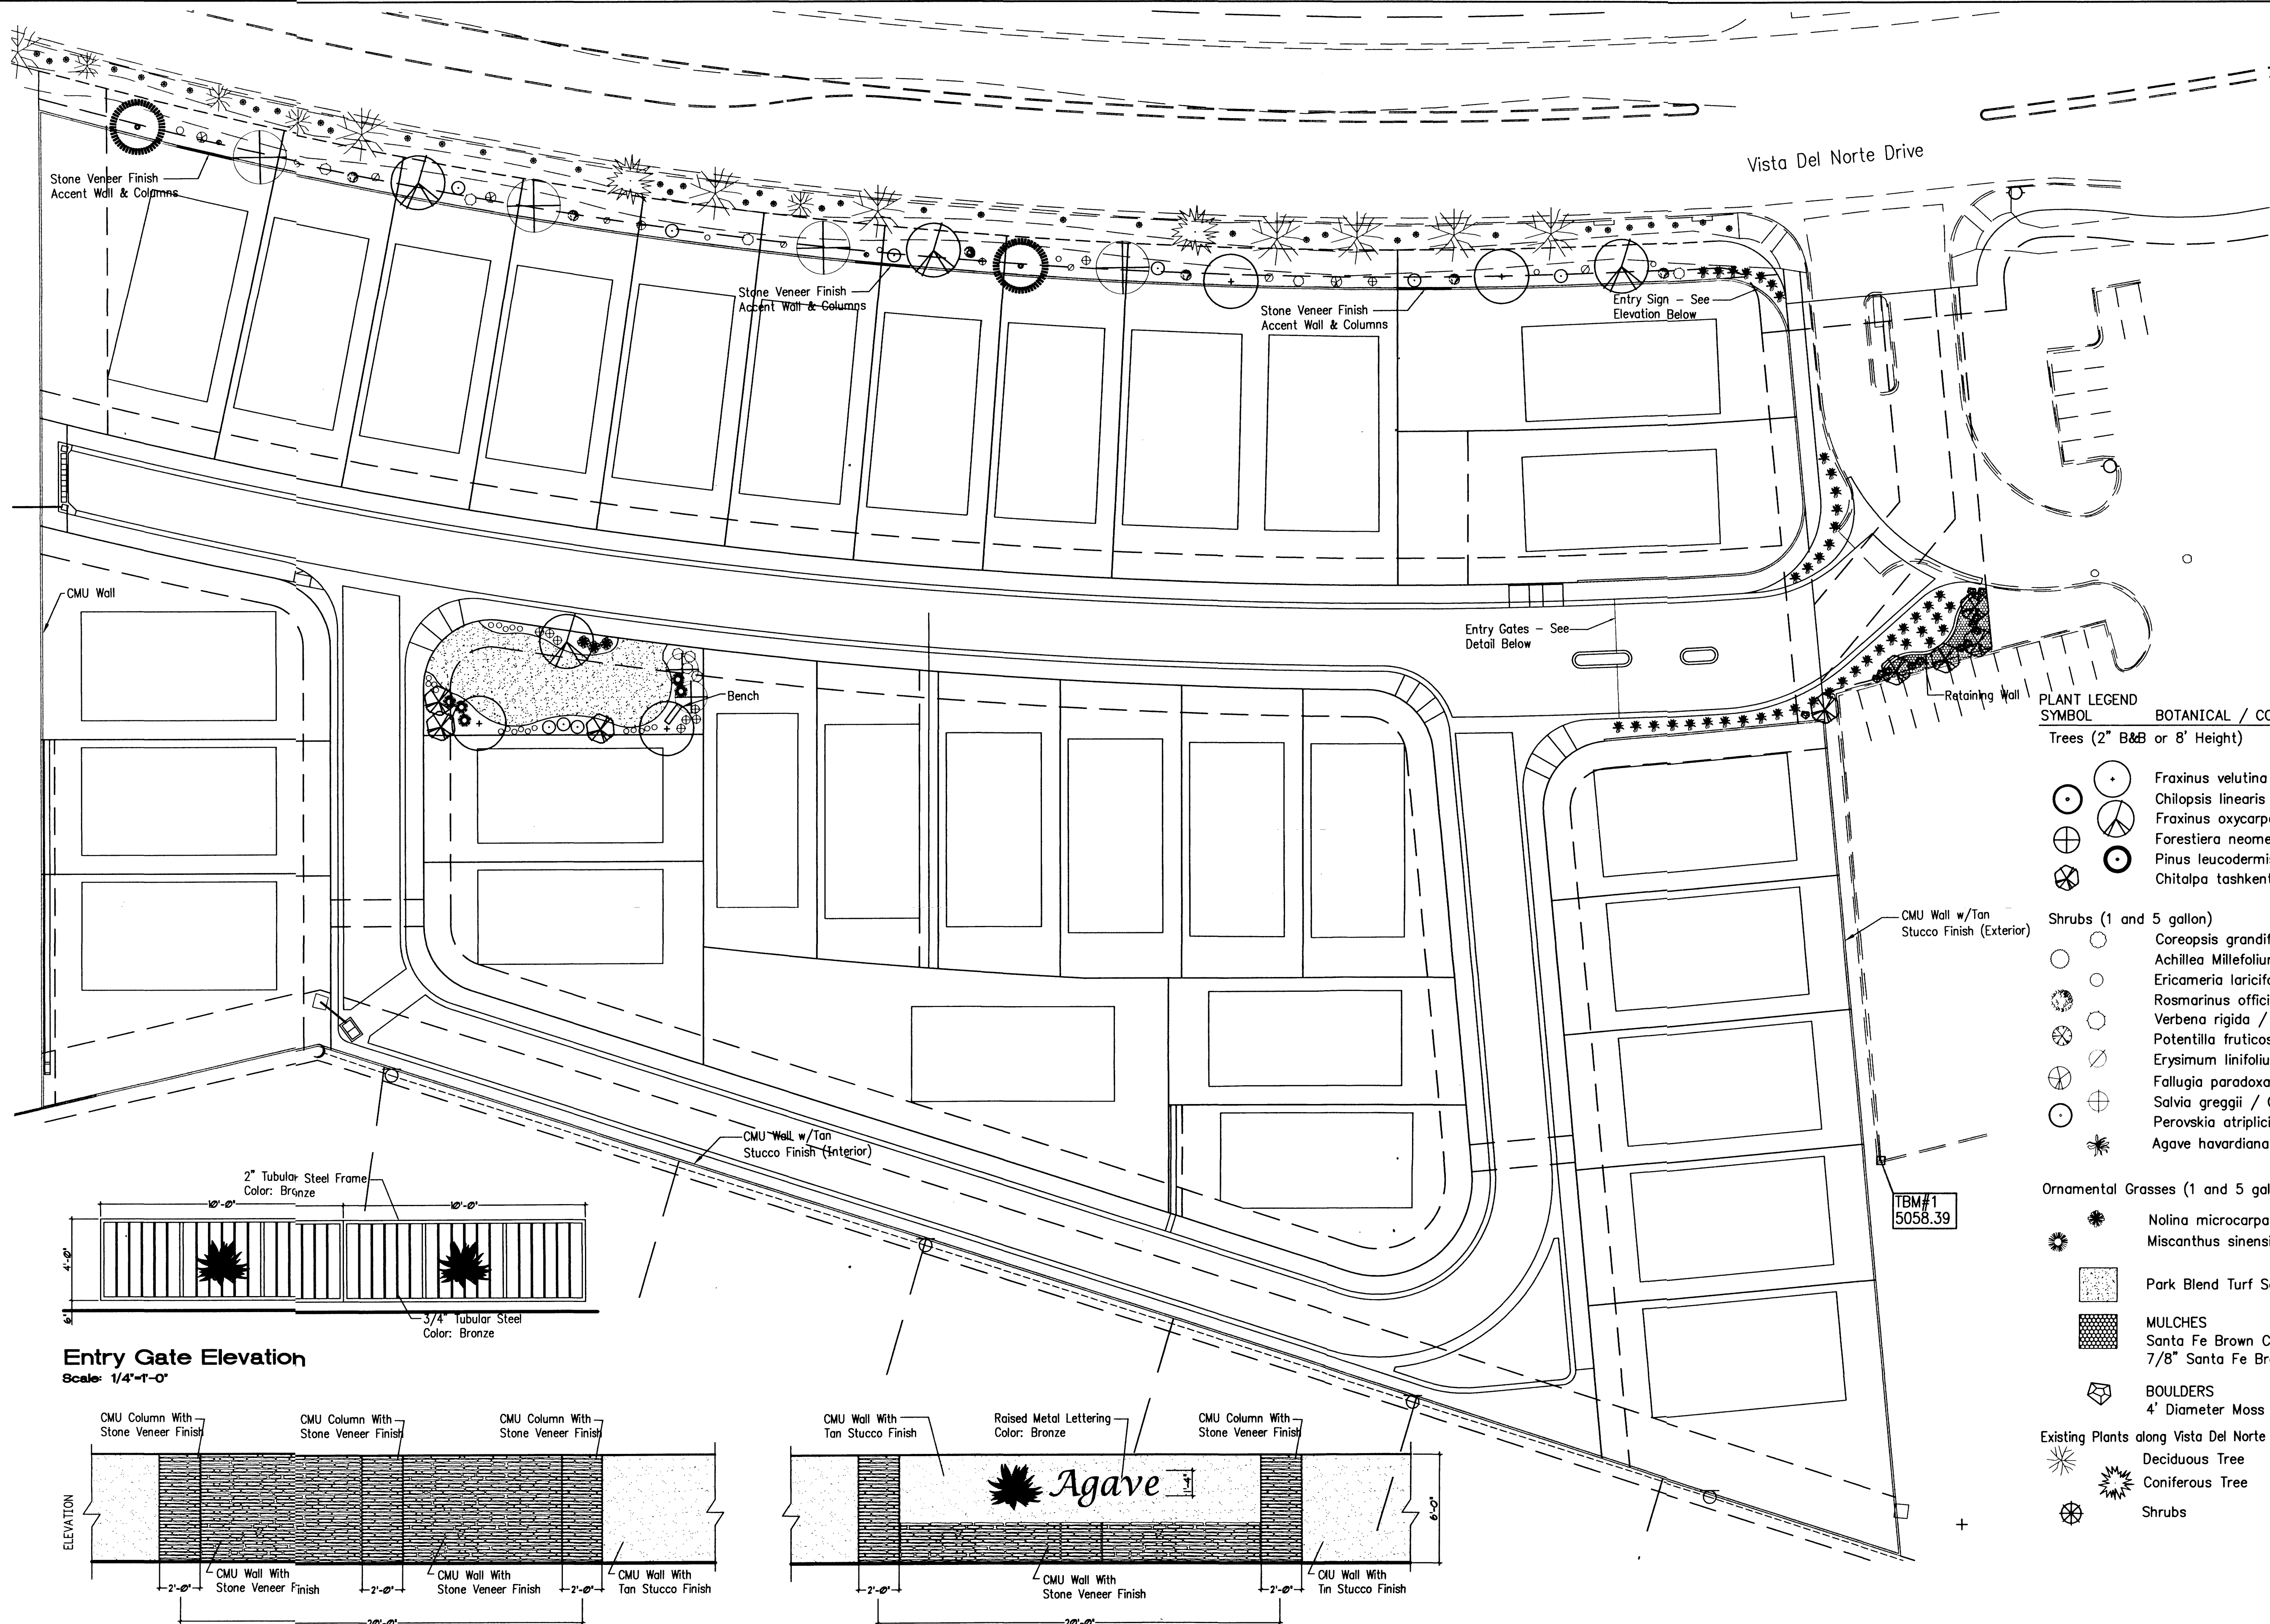 Vista Del Norte Drive
Stone Veneer Finish
Accent Wall & Columns
Stone Veneer Finish
Accent Wall & Columns
Stone Veneer Finish
Accent Wall & Columns
Entry Sign - See
Elevation Below
CMU Wall
Entry Gates - See
Detail Below
Bench
Retaining Wall
CMU Wall w/Tan
Stucco Finish (Exterior)
CMU Wall w/Tan
Stucco Finish (Interior)
TBM#1
5058.39
PLANT LEGEND
SYMBOL BOTANICAL / CO
Trees (2" B&B or 8' Height)
Fraxinus velutina
Chilopsis linearis
Fraxinus oxycarpa
Forestiera neome
Pinus leucodermis
Chitalpa tashkent
Shrubs (1 and 5 gallon)
Coreopsis grandif
Achillea Millefolium
Ericameria laricifo
Rosmarinus offici
Verbena rigida /
Potentilla fruticos
Erysimum linifoliu
Fallugia paradoxa
Salvia greggii /
Perovskia atriplici
Agave havardiana
Ornamental Grasses (1 and 5 gal
Nolina microcarpa
Miscanthus sinensi
Park Blend Turf S
MULCHES
Santa Fe Brown C
7/8" Santa Fe Br
BOULDERS
4' Diameter Moss
Existing Plants along Vista Del Norte
Deciduous Tree
Coniferous Tree
Shrubs
2" Tubular Steel Frame
Color: Bronze
10'-0" 10'-0"
4'-0"
6"
3/4" Tubular Steel
Color: Bronze
Entry Gate Elevation
Scale: 1/4"=1'-0"
CMU Column With
Stone Veneer Finish
CMU Column With
Stone Veneer Finish
CMU Column With
Stone Veneer Finish
ELEVATION
CMU Wall With
Stone Veneer Finish
CMU Wall With
Stone Veneer Finish
CMU Wall With
Tan Stucco Finish
2'-0" 2'-0" 2'-0"
20'-0"
CMU Wall With
Tan Stucco Finish
Raised Metal Lettering
Color: Bronze
CMU Column With
Stone Veneer Finish
Agave
1'-4"
6'-0"
CMU Wall With
Stone Veneer Finish
CMU Wall With
Tan Stucco Finish
2'-0" 2'-0"
20'-0"